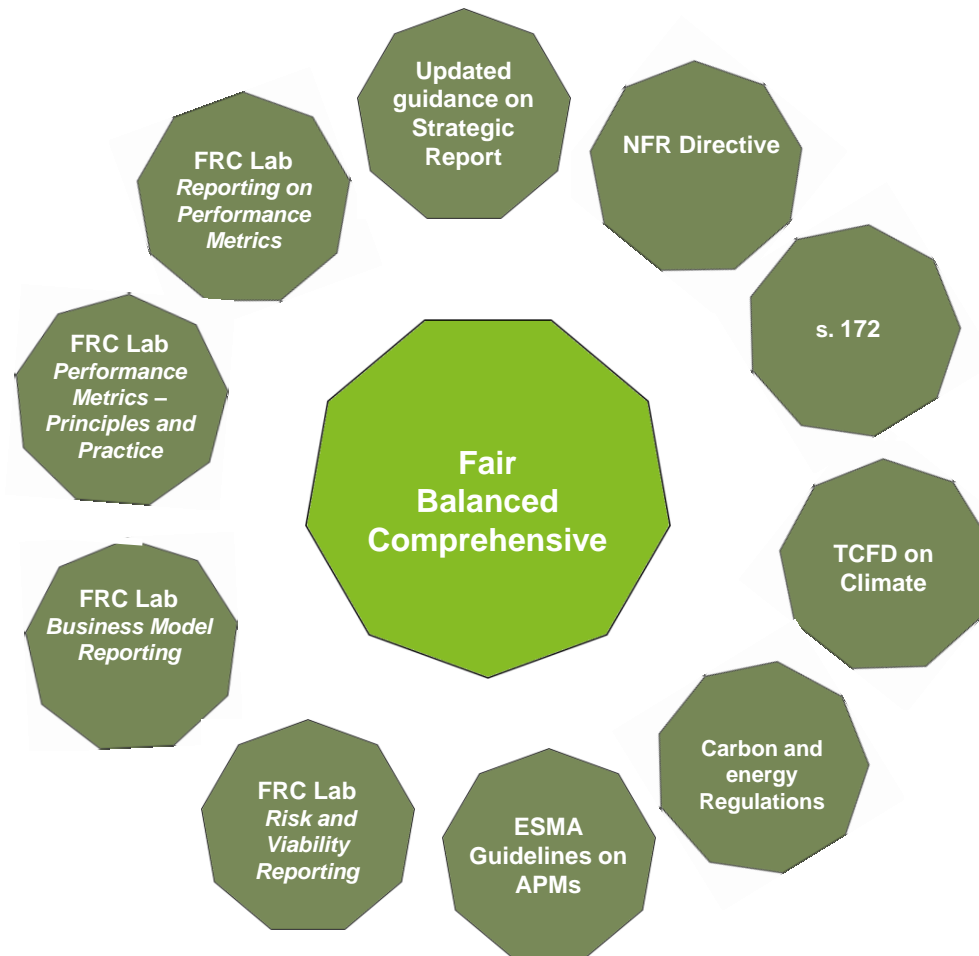 Updated
guidance on
Strategic
Report
NFR Directive
s. 172
TCFD on
Climate
Carbon and
energy
Regulations
ESMA
Guidelines on
APMs
FRC Lab
Risk and
Viability
Reporting
FRC Lab
Business Model
Reporting
FRC Lab
Performance
Metrics –
Principles and
Practice
FRC Lab
Reporting on
Performance
Metrics
Fair
Balanced
Comprehensive